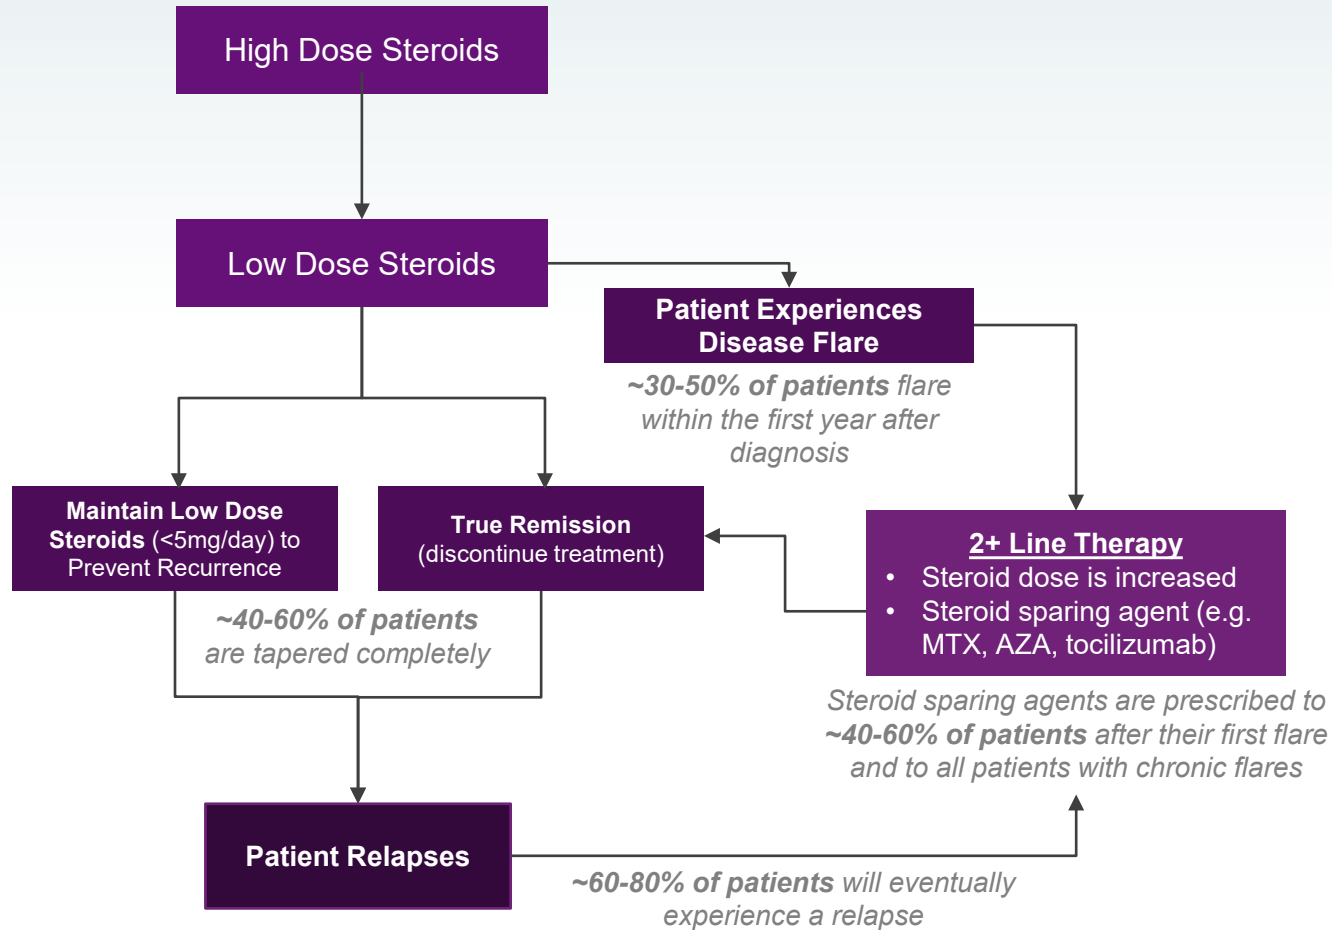 High Dose Steroids
Low Dose Steroids
Patient Experiences
Disease Flare
~30-50% of patients flare
within the first year after
diagnosis
Maintain Low Dose
Steroids (<5mg/day) to
Prevent Recurrence
True Remission
(discontinue treatment)
~40-60% of patients
are tapered completely
2+ Line Therapy
• Steroid dose is increased
• Steroid sparing agent (e.g.
MTX, AZA, tocilizumab)
Steroid sparing agents are prescribed to
~40-60% of patients after their first flare
and to all patients with chronic flares
Patient Relapses
~60-80% of patients will eventually
experience a relapse